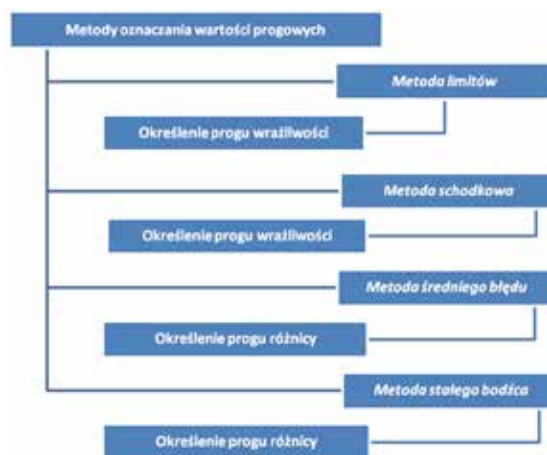 Metody oznaczania wartości progowych
Metoda limitów
Określenie progu wrażliwości
Metoda schodkowa
Określenie progu wrażliwości
Metoda średniego błędu
Określenie progu różnicy
Metoda stałego bodźca
Określenie progu różnicy